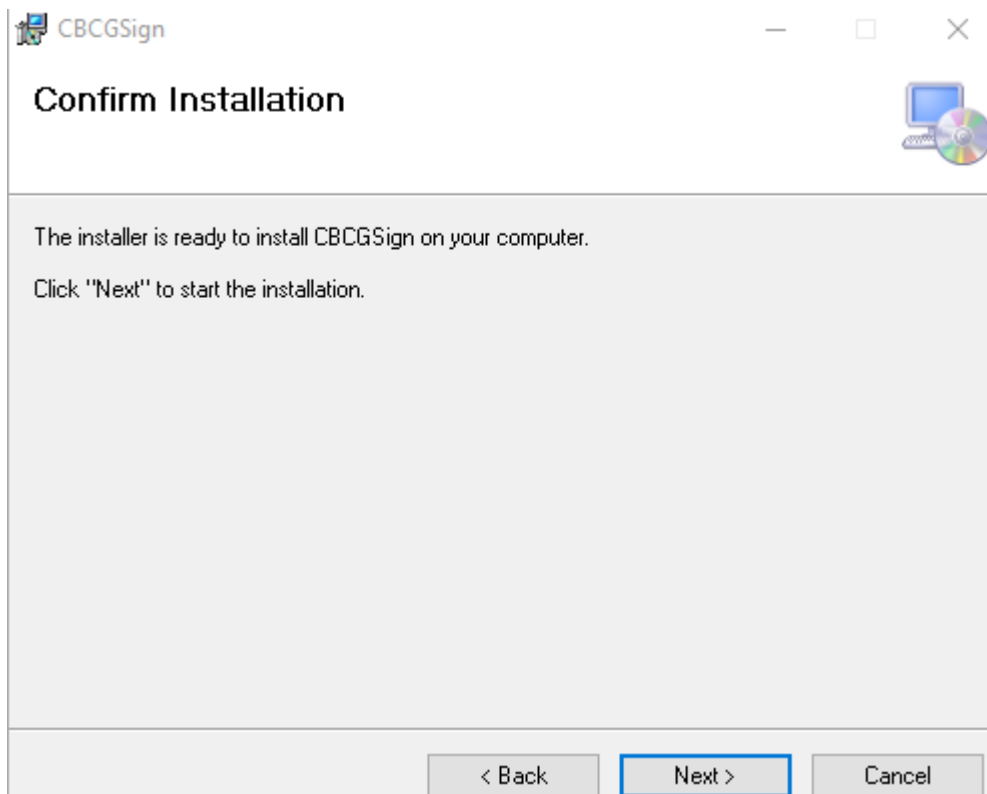 CBCGSign
Confirm Installation
The installer is ready to install CBCGSign on your computer.
Click "Next" to start the installation.
< Back
Next >
Cancel